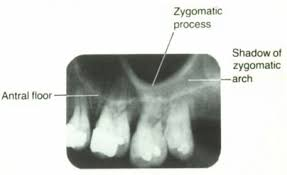 Zygomatic
process
Shadow of
zygomatic
arch
Antral floor